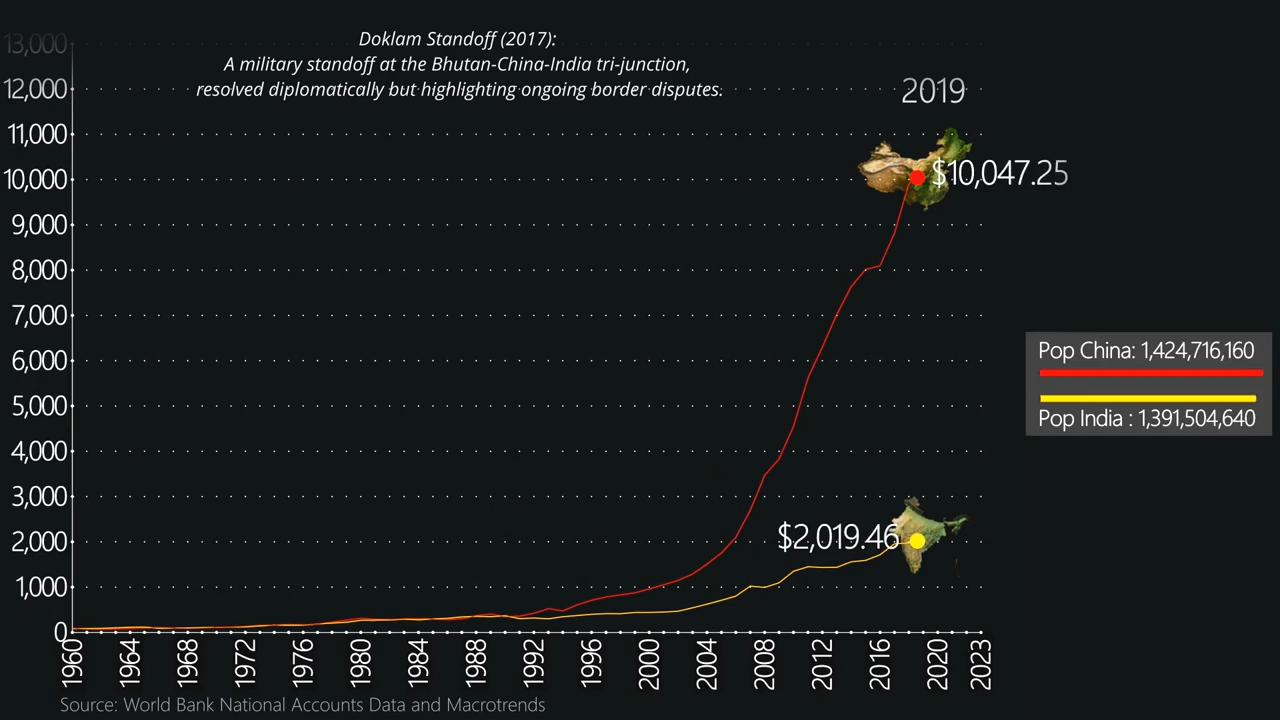 Doklam Standoff (2017):
A military standoff at the Bhutan-China-India tri-junction,
resolved diplomatically but highlighting ongoing border disputes.
2019
13,000
12,000
11,000
10,000
9,000
8,000
7,000
6,000
5,000
4,000
3,000
2,000
1,000
0
$10,047.25
$2,019.46
Pop China: 1,424,716,160
Pop India : 1,391,504,640
1960 1964 1968 1972 1976 1980 1984 1988 1992 1996 2000 2004 2008 2012 2016 2020 2023
Source: World Bank National Accounts Data and Macrotrends